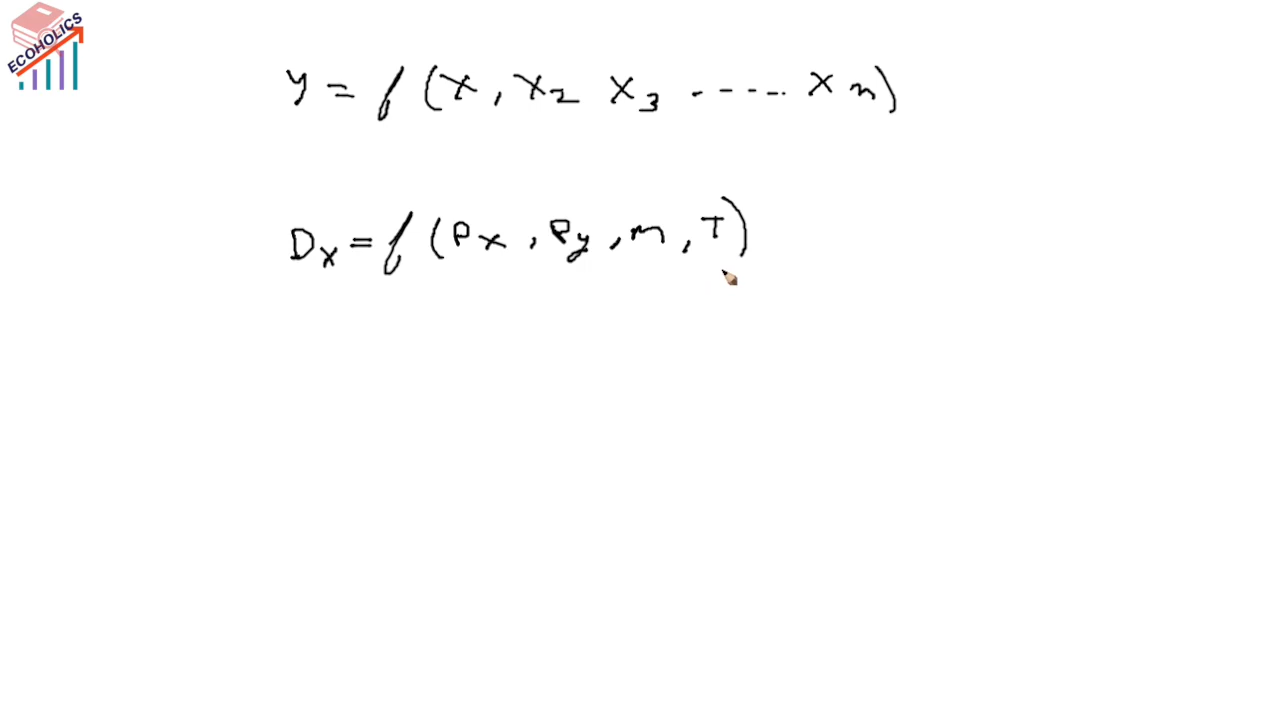 ECOHOLICS
y = f (x, x2 x3 ----- x n)
Dx = f (Px, Py, m, T)